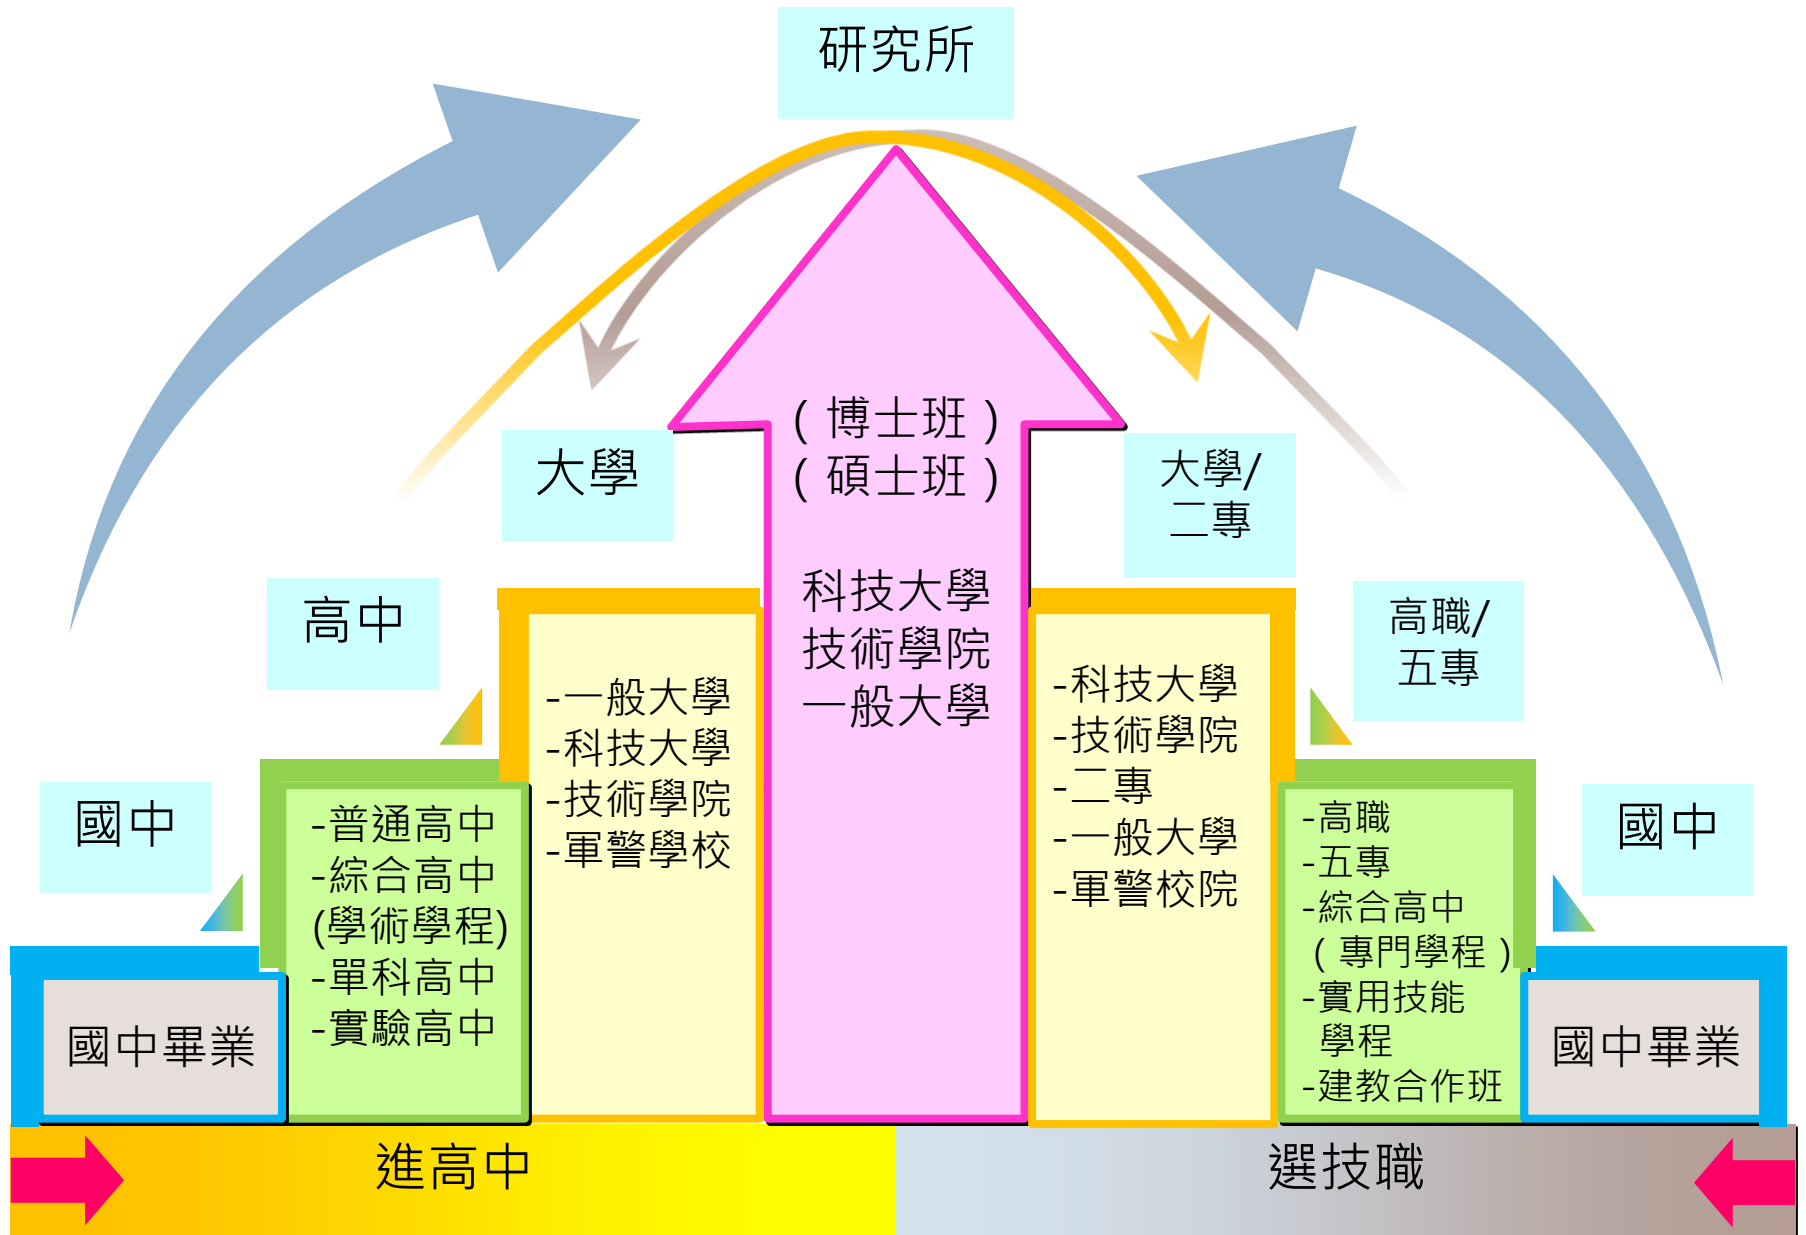 研究所
(博士班)
(碩士班)
科技大學
技術學院
一般大學
大學
大學/
二專
高中
高職/
五專
國中
國中
-一般大學
-科技大學
-技術學院
-軍警學校
-科技大學
-技術學院
-二專
-一般大學
-軍警校院
-普通高中
-綜合高中
(學術學程)
-單科高中
-實驗高中
-高職
-五專
-綜合高中
(專門學程)
-實用技能
學程
-建教合作班
國中畢業
國中畢業
進高中
選技職